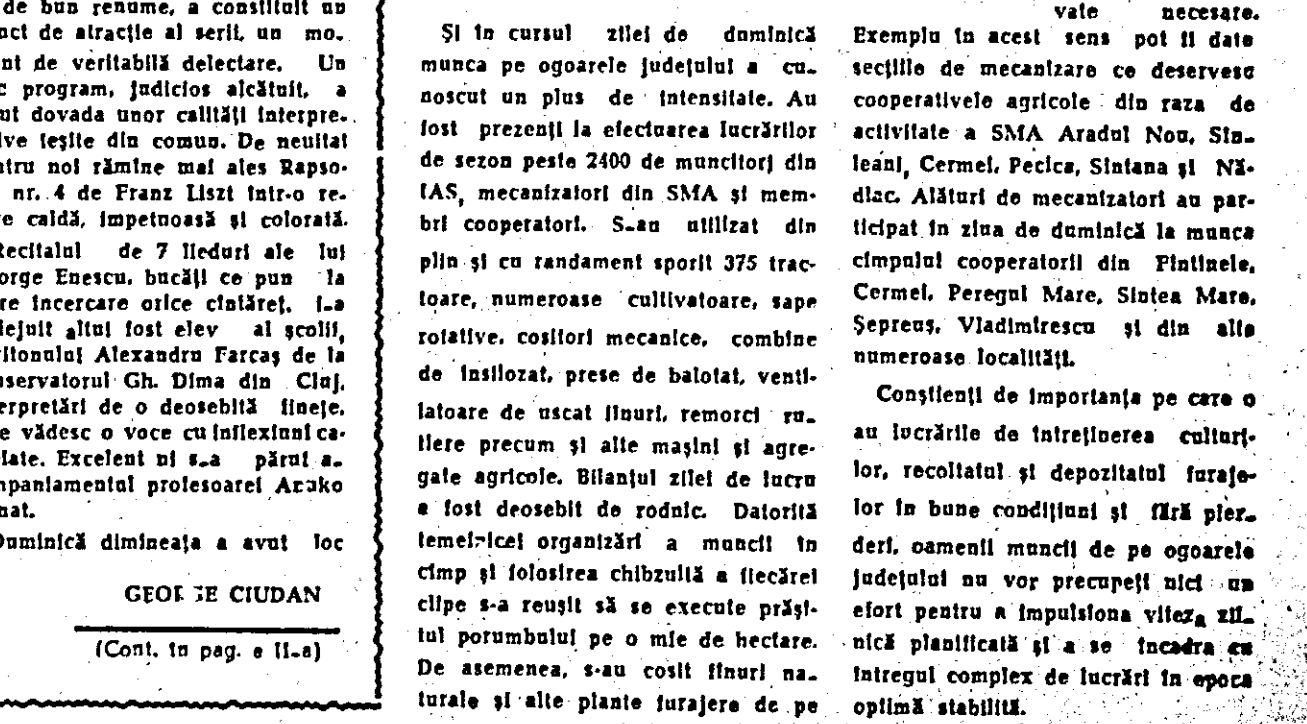 de bun renume, a constituit un
nct de atracție al serii, un mo-
nt de veritabilă delectare. Un
c program, judicios alcătuit, a
ut dovada unor calități interpre-
ive ieșite din comun. De neuitat
ntru noi rămîne mai ales Rapso-
nr. 4 de Franz Liszt într-o re-
re caldă, impetuoasă și colorată.
Recitalul de 7 lieduri ale lui
orge Enescu, bucăți ce pun la
re încercare orice cîntăreț, i-a
lejuit altui fost elev al școlii,
ritonului Alexandru Farcaș de la
nservatorul Gh. Dima din Cluj,
erpretări de o deosebită finețe,
e vădesc o voce cu inflexiuni ca-
late. Excelent ni s-a părut a-
mpaniamentul profesoarei
nat.
Duminică dimineața a avut loc
GEORGE CIUDAN
(Cont. în pag. a II-a)
Și în cursul zilei de duminică
munca pe ogoarele județului a cu-
noscut un plus de intensitate. Au
fost prezenți la efectuarea lucrărilor
de sezon peste 2400 de muncitori din
IAS, mecanizatori din SMA și mem-
bri cooperatori. S-au utilizat din
plin și cu randament sporit 375 trac-
toare, numeroase cultivatoare, sape
rotative, cositori mecanice, combine
de însilozat, prese de balotat, venti-
latoare de uscat finuri, remorci ru-
tiere precum și alte mașini și agre-
gate agricole. Bilanțul zilei de lucru
a fost deosebit de rodnic. Datorită
temeinicei organizări a muncii în
cîmp și folosirea chibzuită a fiecărei
clipe s-a reușit să se execute prăși-
tul porumbului pe o mie de hectare.
De asemenea, s-au cosit finuri na-
turale și alte plante furajere de pe
vate necesare.
Exemplu în acest sens pot fi date
secțiile de mecanizare ce deservesc
cooperativele agricole din raza de
activitate a SMA Aradul Nou, Sîn-
leani, Cermei, Pecica, Sîntana și Nă-
dlac. Alături de mecanizatori au par-
ticipat în ziua de duminică la munca
cîmpului cooperatorii din Fîntînele,
Cermei, Peregul Mare, Sintea Mare,
Șepreuș, Vladimirescu și din alte
numeroase localități.
Conștienți de importanța pe care o
au lucrările de întreținerea culturi-
lor, recoltatul și depozitatul furaje-
lor în bune condițiuni și fără pier-
deri, oamenii muncii de pe ogoarele
județului nu vor precupeți nici un
efort pentru a impulsiona viteza zil-
nică planificată și a se încadra cu
întregul complex de lucrări în epoca
optimă stabilită.